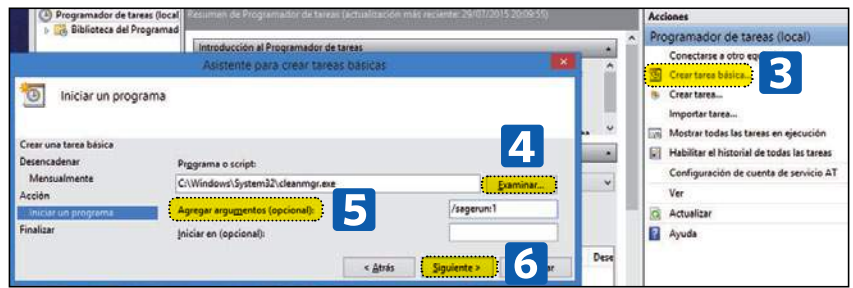 Programador de tareas (local
Biblioteca del Programad
Resumen de Programador de tareas (actualización más reciente: 29/01/2015 20:09:55)
Introducción al Programador de tareas
Asistente para crear tareas básicas
Iniciar un programa
Crear una tarea básica
Desencadenar
Mensualmente
Acción
Iniciar un programa
Finalizar
Programa o script:
C:\Windows\System32\cleanmgr.exe
Examinar...
4
Agregar argumentos (opcional):
5
/sagerun:1
Iniciar en (opcional):
< Atrás
Siguiente >
6
ar
Dese
Acciones
Programador de tareas (local)
Conectarse a otro eq
Crear tarea básica...
3
Crear tarea...
Importar tarea...
Mostrar todas las tareas en ejecución
Habilitar el historial de todas las tareas
Configuración de cuenta de servicio AT
Ver
Actualizar
Ayuda